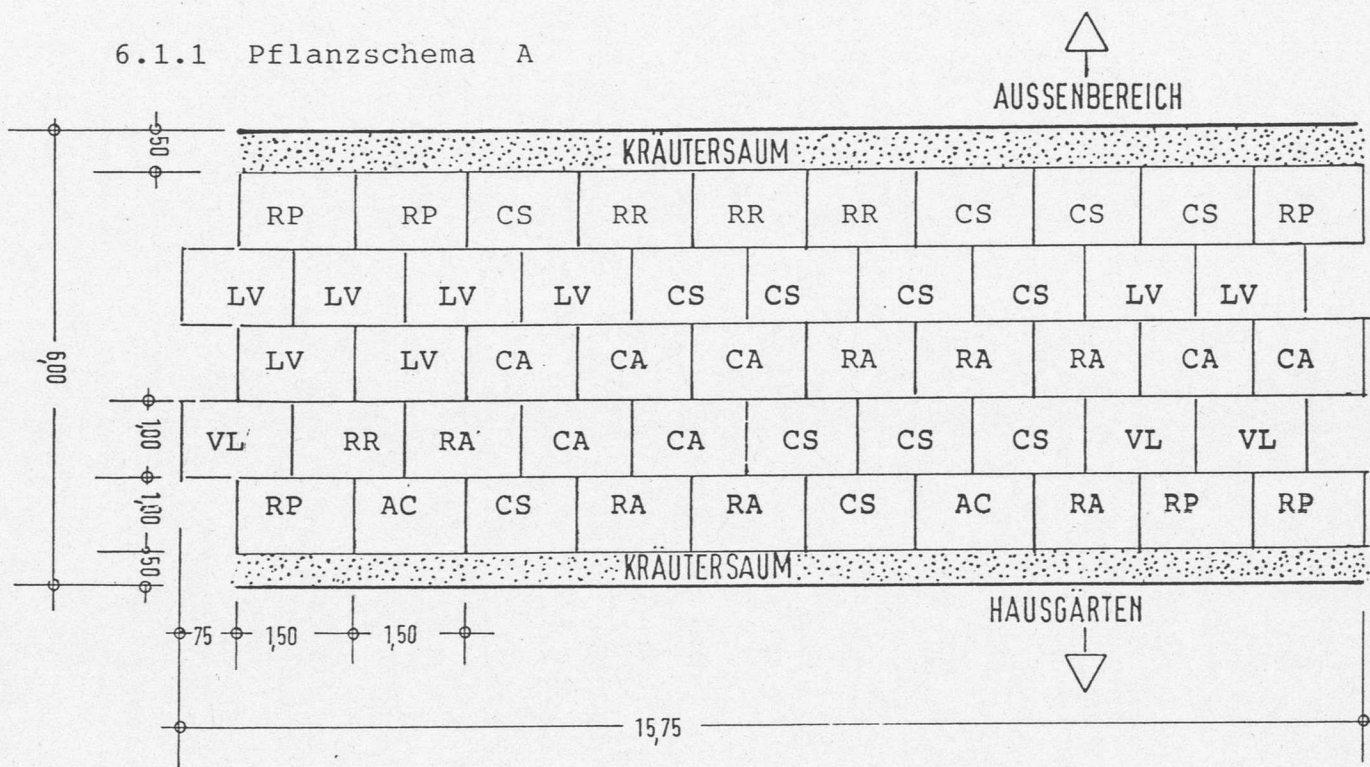 6.1.1 Pflanzschema A
AUSSENBEREICH
50
KRÄUTERSAUM
RP RP CS RR RR RR CS CS CS RP
LV LV LV LV CS CS CS CS LV LV
6,00
LV LV CA CA CA RA RA RA CA CA
1,00
VL RR RA CA CA CS CS CS VL VL
1,00
RP AC CS RA RA CS AC RA RP RP
50
KRÄUTERSAUM
HAUSGÄRTEN
75 1,50 1,50
15,75